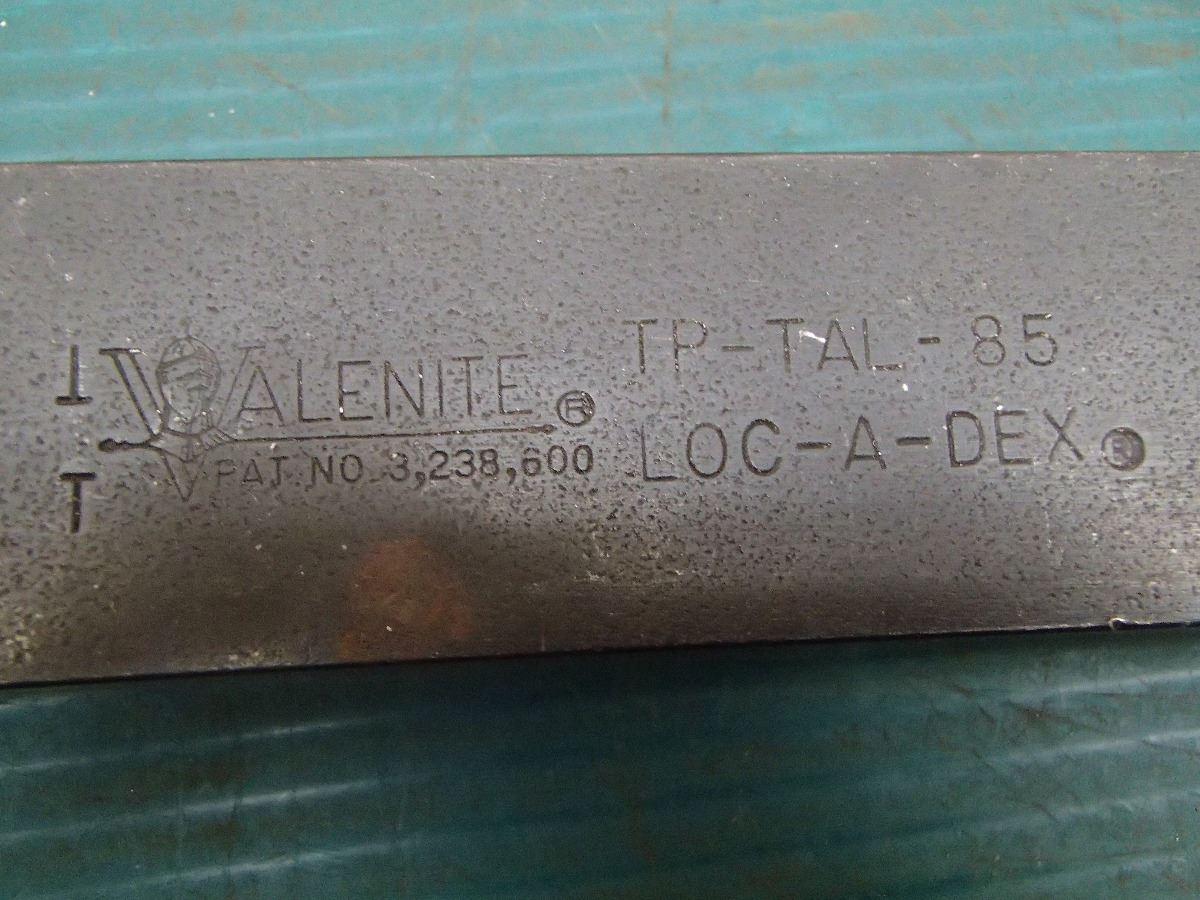 VALENITE ®
PAT. NO. 3,238,600
TP-TAL-85
LOC-A-DEX ®